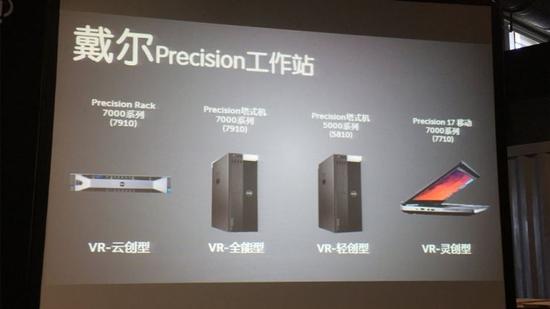 戴尔Precision工作站
Precision Rack
7000系列
(7910)
Precision塔式机
7000系列
(7910)
Precision塔式机
5000系列
(5810)
Precision 17 移动
7000系列
(7710)
VR-云创型
VR-全能型
VR-轻创型
VR-灵创型